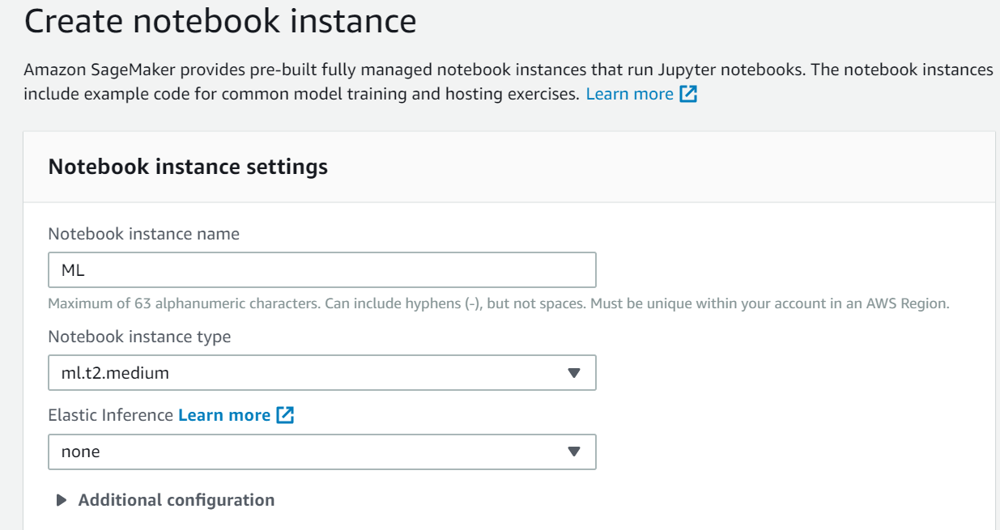 Create notebook instance
Amazon SageMaker provides pre-built fully managed notebook instances that run Jupyter notebooks. The notebook instances
include example code for common model training and hosting exercises. Learn more
Notebook instance settings
Notebook instance name
ML
Maximum of 63 alphanumeric characters. Can include hyphens (-), but not spaces. Must be unique within your account in an AWS Region.
Notebook instance type
ml.t2.medium
Elastic Inference Learn more
none
Additional configuration